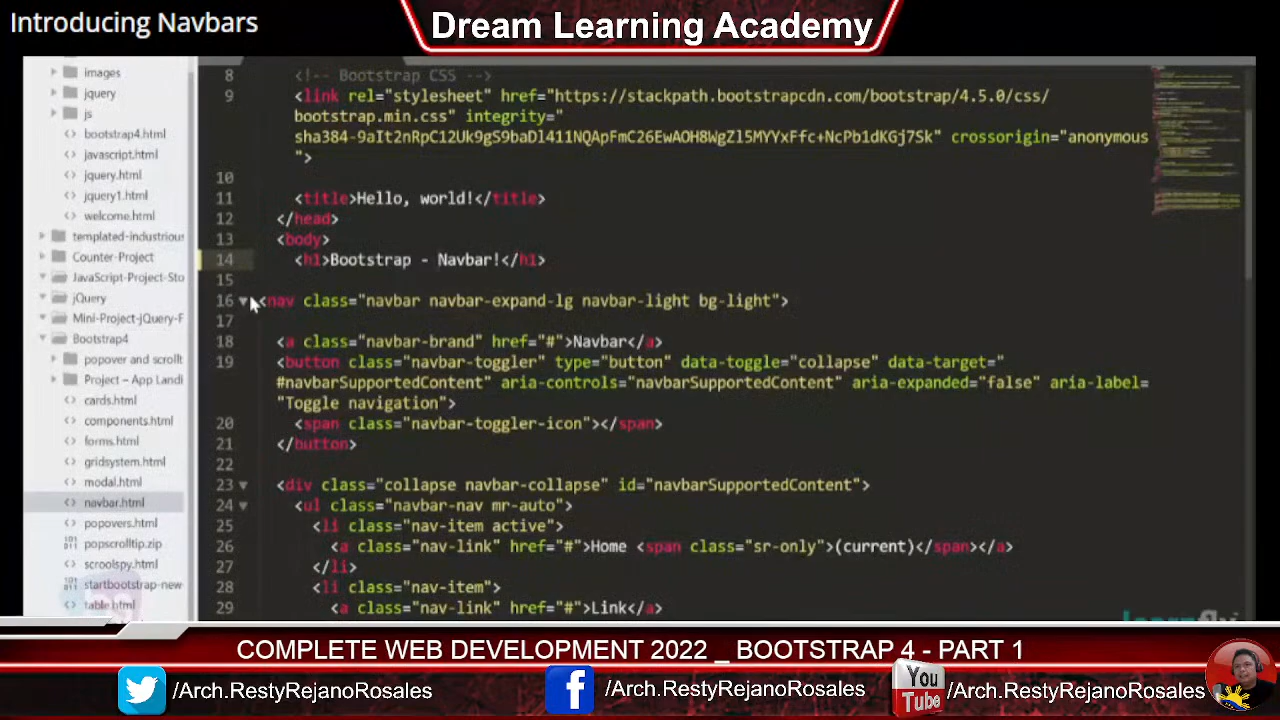 Introducing Navbars
Dream Learning Academy
images
jquery
js
bootstrap4.html
javascript.html
jquery.html
jquery1.html
welcome.html
templated-industriou
Counter-Project
JavaScript-Project-Sto
jQuery
Mini-Project-jQuery-F
Bootstrap4
popover and scrollt
Project – App Landi
cards.html
components.html
forms.html
gridsystem.html
modal.html
navbar.html
popovers.html
popscrolltip.zip
scroolspy.html
startbootstrap-new
table.html
8 <!-- Bootstrap CSS -->
9 <link rel="stylesheet" href="https://stackpath.bootstrapcdn.com/bootstrap/4.5.0/css/
bootstrap.min.css" integrity="
sha384-9aIt2nRpC12Uk9gS9baDl411NQApFmC26EwAOH8WgZl5MYYxFfc+NcPb1dKGj7Sk" crossorigin="anonymous
">
10
11 <title>Hello, world!</title>
12 </head>
13 <body>
14 <h1>Bootstrap - Navbar!</h1>
15
16 <nav class="navbar navbar-expand-lg navbar-light bg-light">
17
18 <a class="navbar-brand" href="#">Navbar</a>
19 <button class="navbar-toggler" type="button" data-toggle="collapse" data-target="
#navbarSupportedContent" aria-controls="navbarSupportedContent" aria-expanded="false" aria-label=
"Toggle navigation">
20 <span class="navbar-toggler-icon"></span>
21 </button>
22
23 <div class="collapse navbar-collapse" id="navbarSupportedContent">
24 <ul class="navbar-nav mr-auto">
25 <li class="nav-item active">
26 <a class="nav-link" href="#">Home <span class="sr-only">(current)</span></a>
27 </li>
28 <li class="nav-item">
29 <a class="nav-link" href="#">Link</a>
COMPLETE WEB DEVELOPMENT 2022 _ BOOTSTRAP 4 - PART 1
/Arch.RestyRejanoRosales
/Arch.RestyRejanoRosales
You
Tube
/Arch.RestyRejanoRosales